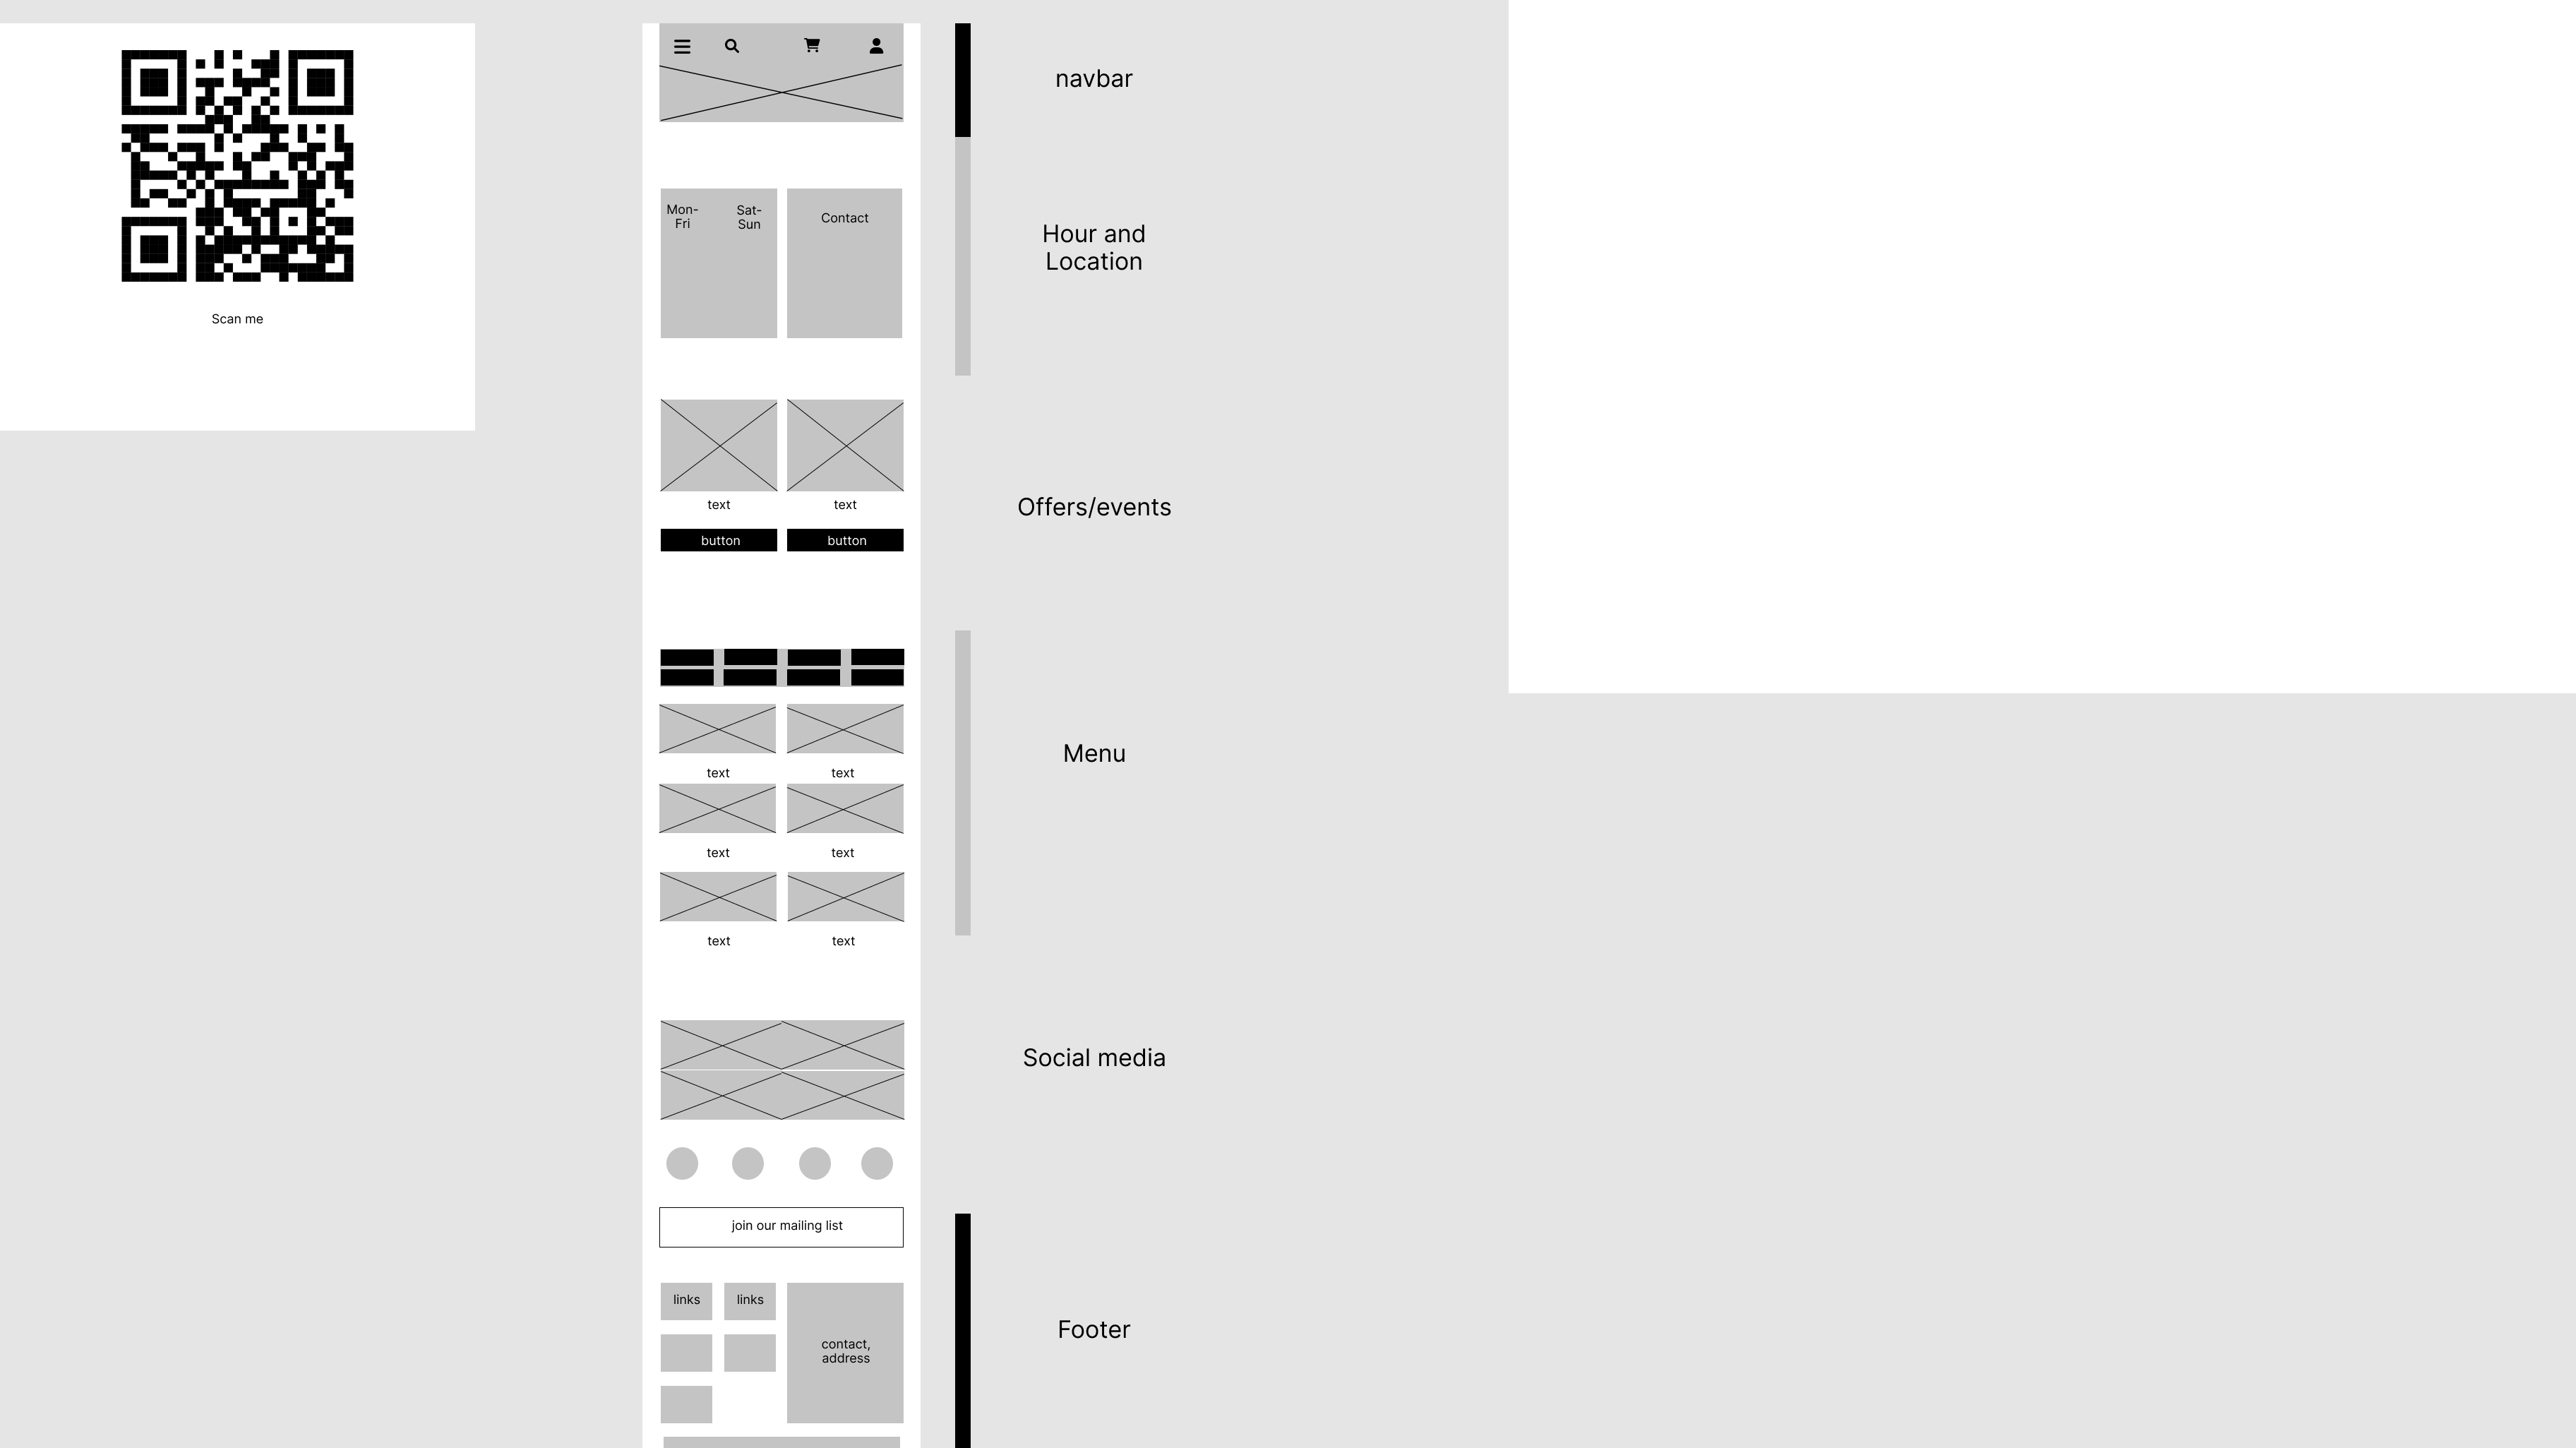 Scan me
navbar
Mon-
Fri
Sat-
Sun
Contact
Hour and
Location
text
text
button
button
Offers/events
Menu
text
text
text
text
text
text
Social media
join our mailing list
links
links
contact,
address
Footer